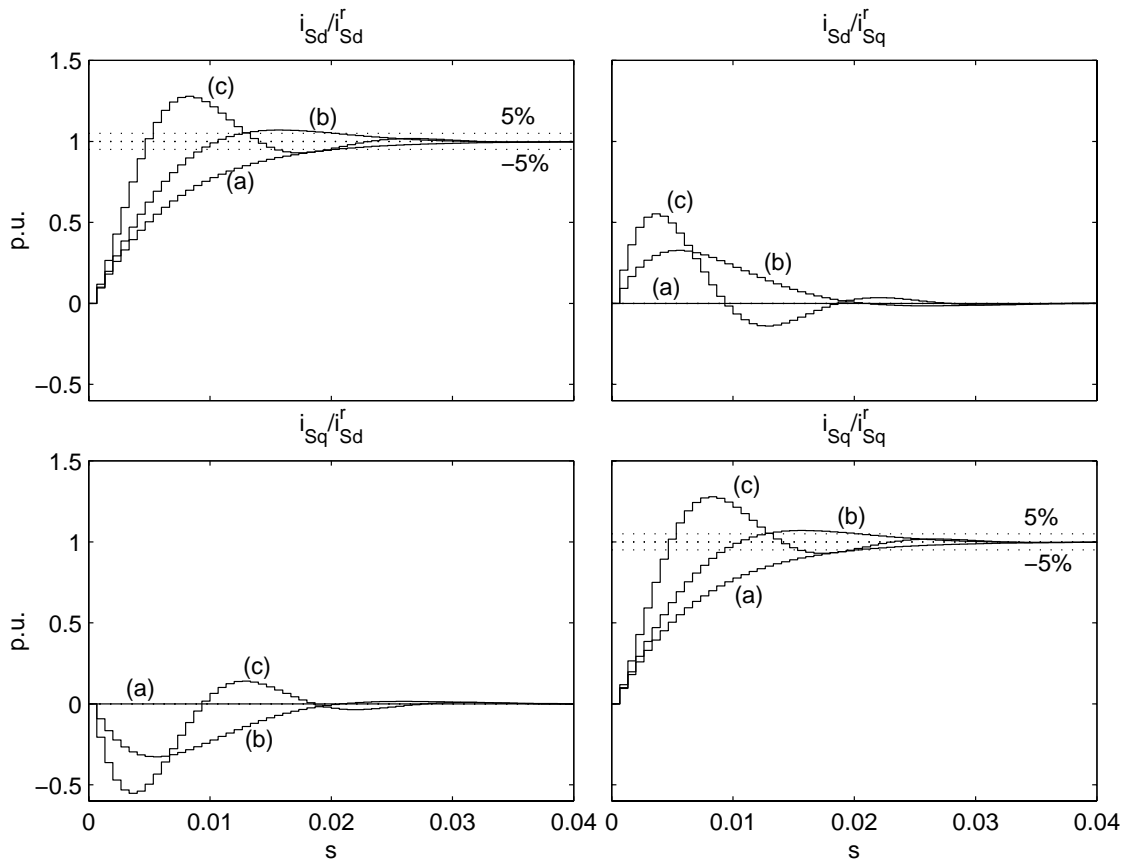 i_Sd/i^r_Sd
i_Sd/i^r_Sq
1.5
1
0.5
0
−0.5
p.u.
(c)
(b)
(a)
5%
−5%
(c)
(b)
(a)
i_Sq/i^r_Sd
i_Sq/i^r_Sq
1.5
1
0.5
0
−0.5
p.u.
(a)
(c)
(b)
0
0.01
0.02
0.03
0.04
s
(c)
(b)
(a)
5%
−5%
0
0.01
0.02
0.03
0.04
s